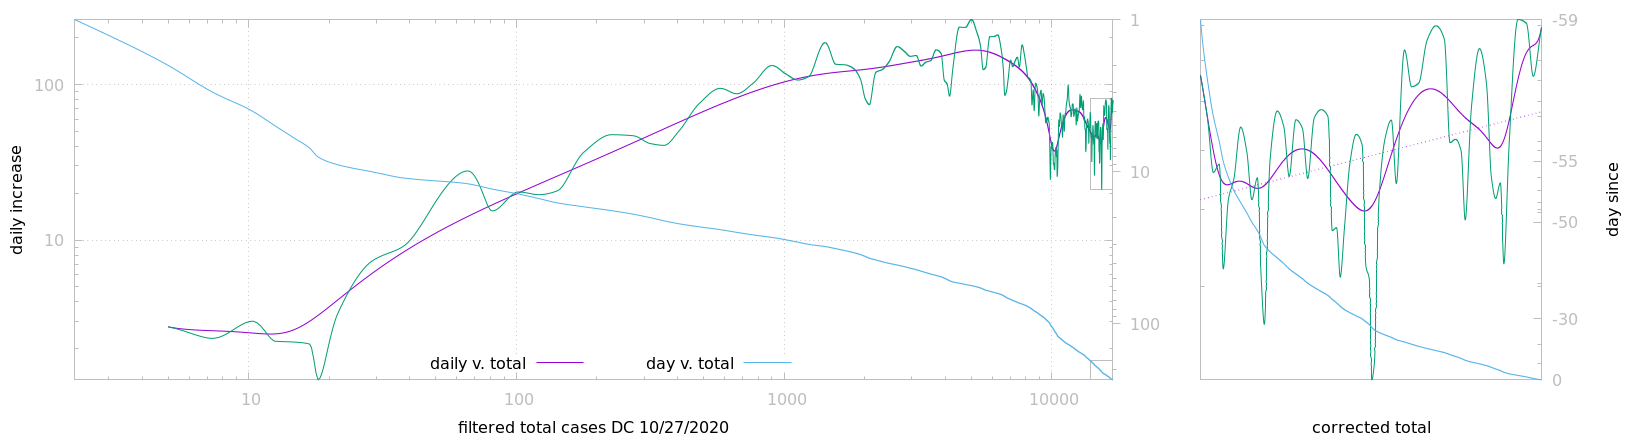 daily increase
100
10
daily v. total
day v. total
10
100
1000
10000
filtered total cases DC 10/27/2020
1
10
100
-59
-55
-50
-30
0
day since
corrected total